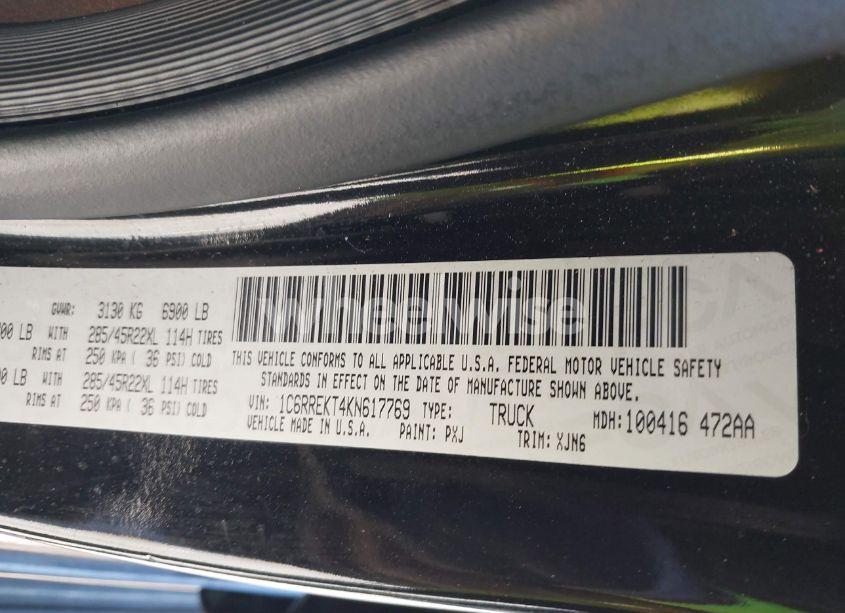 GVWR: 3130 KG 6900 LB
00 LB WITH 285/45R22XL 114H TIRES
RIMS AT 250 KPA ( 36 PSI) COLD
00 LB WITH 285/45R22XL 114H TIRES
RIMS AT 250 KPA ( 36 PSI) COLD
wheelwise
THIS VEHICLE CONFORMS TO ALL APPLICABLE U.S.A. FEDERAL MOTOR VEHICLE SAFETY
STANDARDS IN EFFECT ON THE DATE OF MANUFACTURE SHOWN ABOVE.
VIN: 1C6RREKT4KN617769 TYPE: TRUCK MDH:100416 472AA
VEHICLE MADE IN U.S.A. PAINT: PXJ TRIM: XJN6